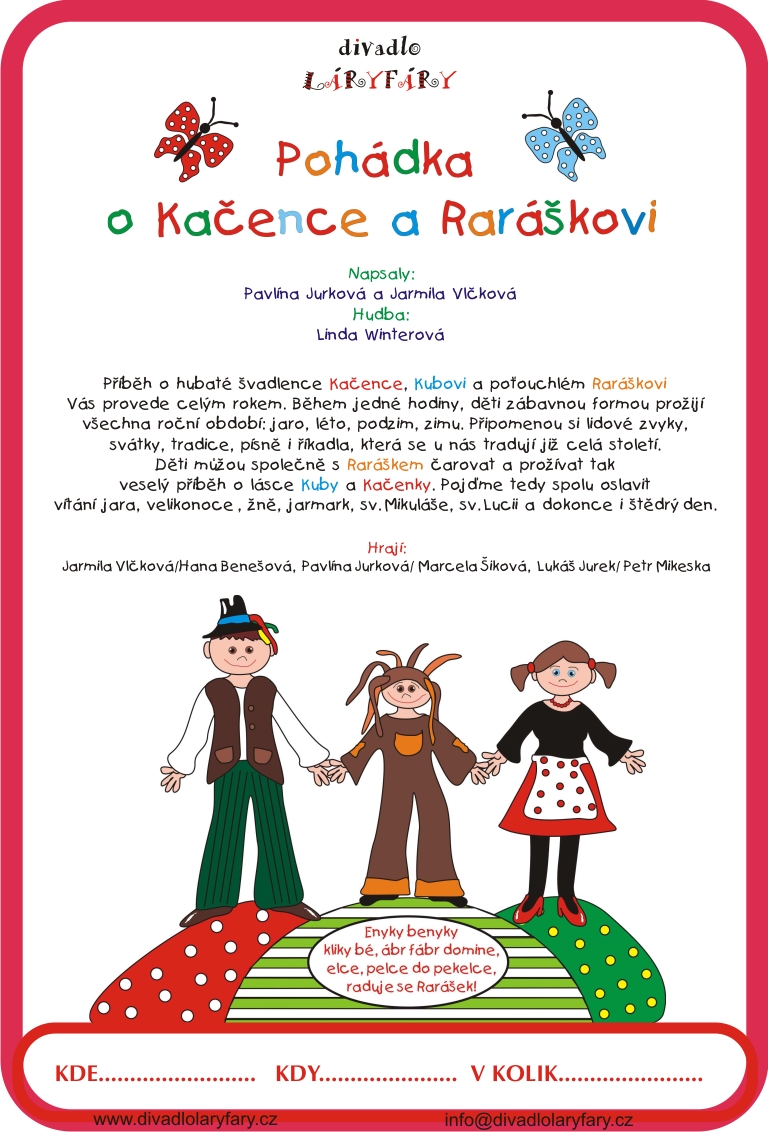 divadlo
LÁRYFÁRY
Pohádka
o Kačence a Raráškovi
Napsaly:
Pavlína Jurková a Jarmila Vlčková
Hudba:
Linda Winterová
Příběh o hubaté švadlence Kačence, Kubovi a poťouchlém Raráškovi
Vás provede celým rokem. Během jedné hodiny, děti zábavnou formou prožijí
všechna roční období: jaro, léto, podzim, zimu. Připomenou si lidové zvyky,
svátky, tradice, písně i říkadla, která se u nás tradují již celá století.
Děti můžou společně s Raráškem čarovat a prožívat tak
veselý příběh o lásce Kuby a Kačenky. Pojďme tedy spolu oslavit
vítání jara, velikonoce, žně, jarmark, sv. Mikuláše, sv. Lucii a dokonce i štědrý den.
Hrají:
Jarmila Vlčková/Hana Benešová, Pavlína Jurková/ Marcela Šiková, Lukáš Jurek/ Petr Mikeska
Enyky benyky
kliky bé, ábr fábr domine,
elce, pelce do pekelce,
raduje se Rarášek!
KDE.......................... KDY....................... V KOLIK........................
www.divadlolaryfary.cz info@divadlolaryfary.cz